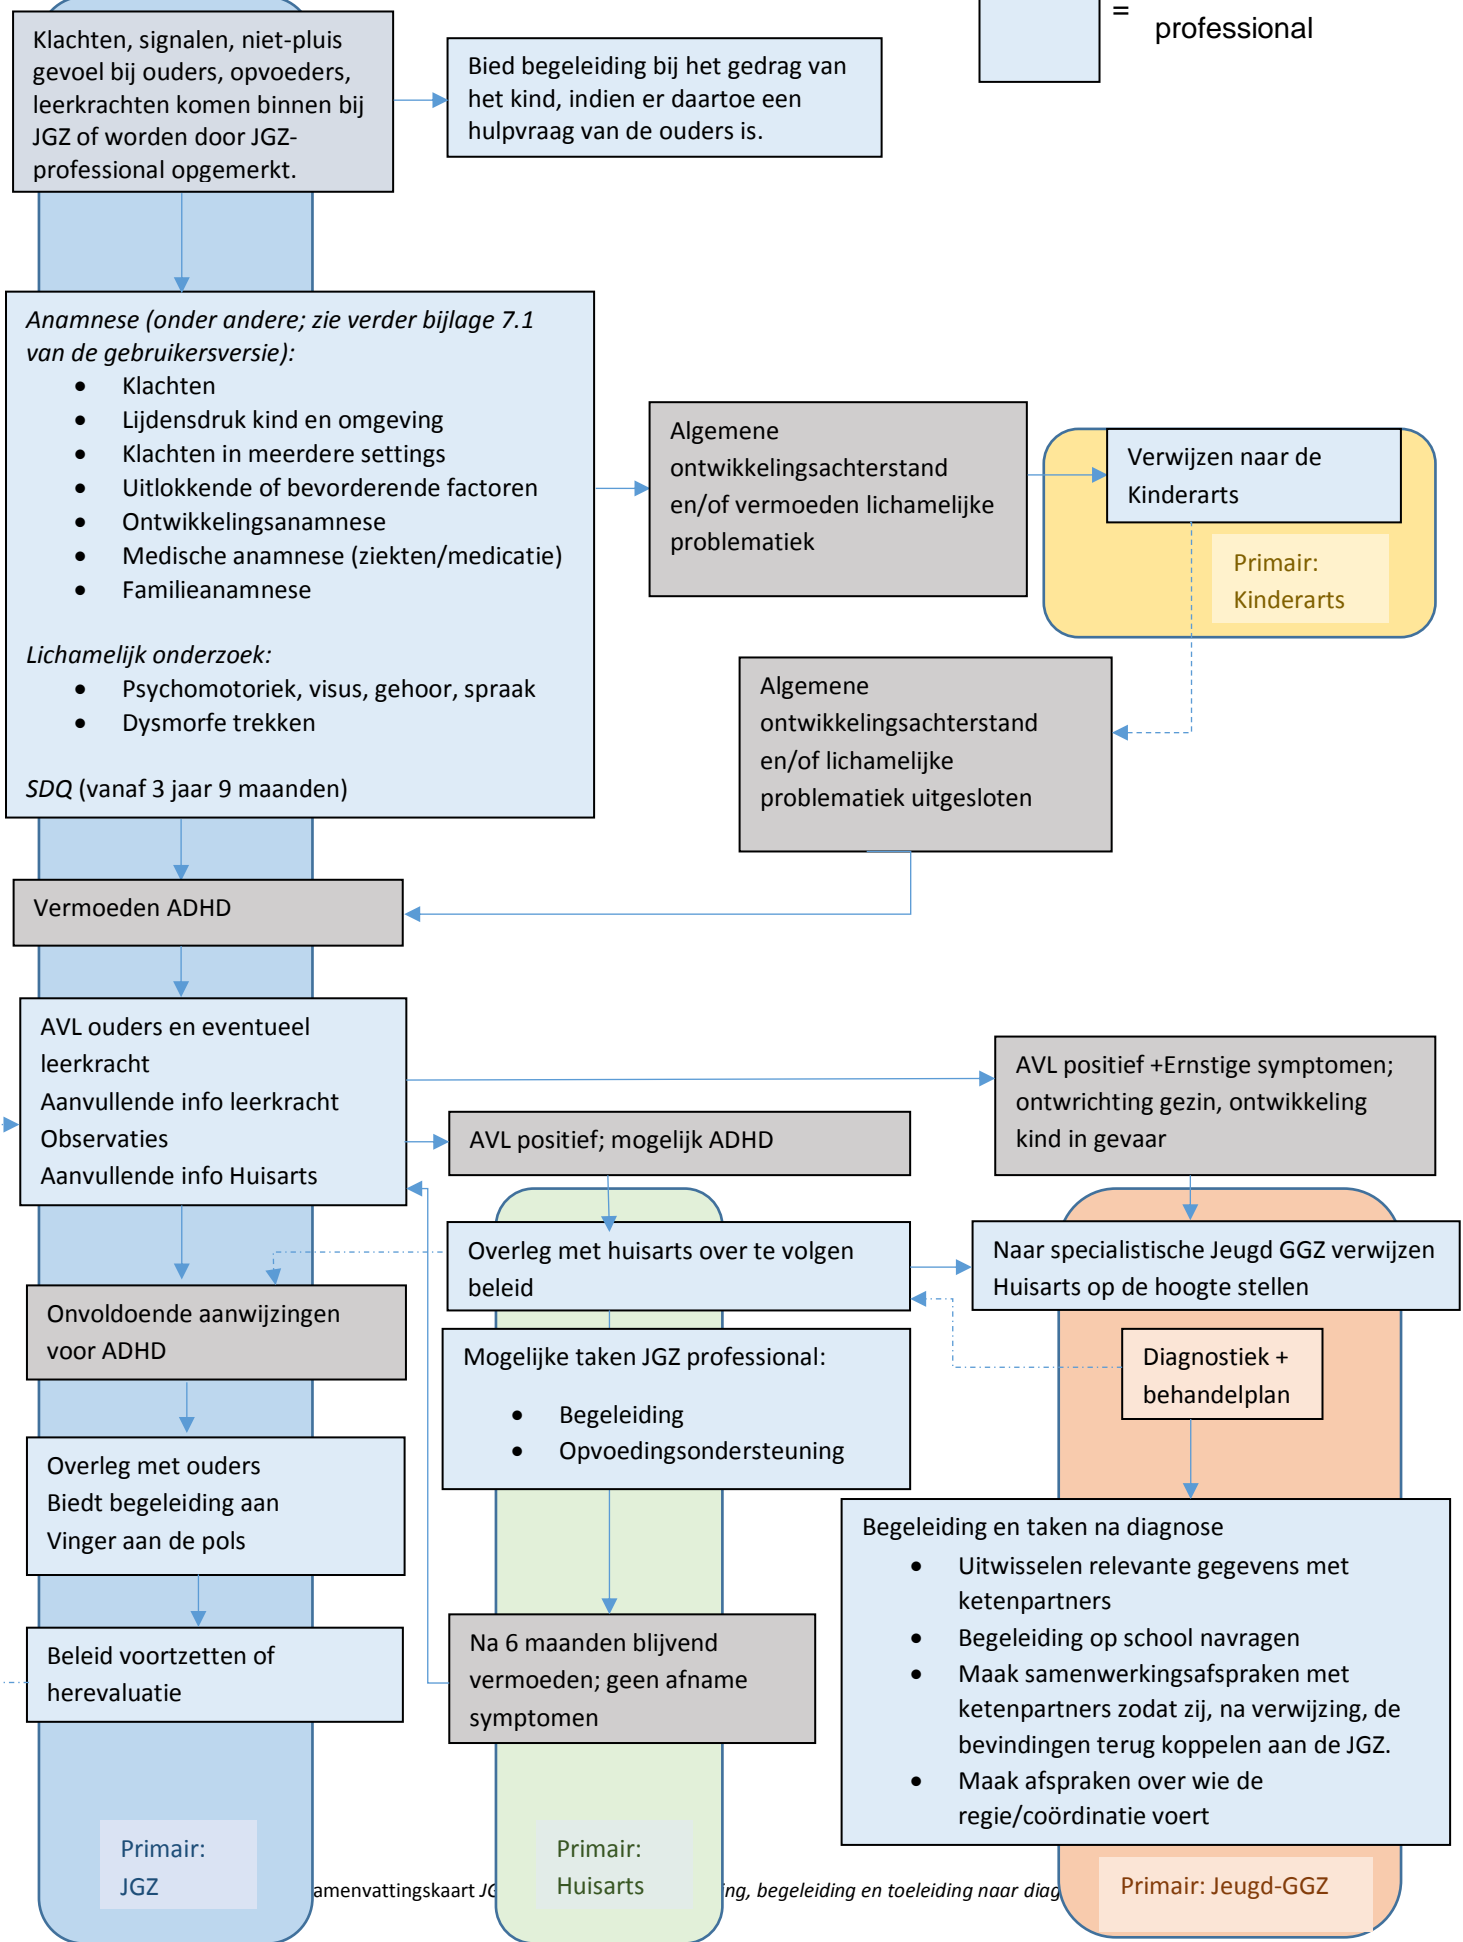 =
professional
Klachten, signalen, niet-pluis
gevoel bij ouders, opvoeders,
leerkrachten komen binnen bij
JGZ of worden door JGZ-
professional opgemerkt.
Bied begeleiding bij het gedrag van
het kind, indien er daartoe een
hulpvraag van de ouders is.
Anamnese (onder andere; zie verder bijlage 7.1
van de gebruikersversie):
• Klachten
• Lijdensdruk kind en omgeving
• Klachten in meerdere settings
• Uitlokkende of bevorderende factoren
• Ontwikkelingsanamnese
• Medische anamnese (ziekten/medicatie)
• Familieanamnese
Lichamelijk onderzoek:
• Psychomotoriek, visus, gehoor, spraak
• Dysmorfe trekken
SDQ (vanaf 3 jaar 9 maanden)
Algemene
ontwikkelingsachterstand
en/of vermoeden lichamelijke
problematiek
Verwijzen naar de
Kinderarts
Primair:
Kinderarts
Algemene
ontwikkelingsachterstand
en/of lichamelijke
problematiek uitgesloten
Vermoeden ADHD
AVL ouders en eventueel
leerkracht
Aanvullende info leerkracht
Observaties
Aanvullende info Huisarts
AVL positief; mogelijk ADHD
AVL positief +Ernstige symptomen;
ontwrichting gezin, ontwikkeling
kind in gevaar
Overleg met huisarts over te volgen
beleid
Naar specialistische Jeugd GGZ verwijzen
Huisarts op de hoogte stellen
Onvoldoende aanwijzingen
voor ADHD
Mogelijke taken JGZ professional:
• Begeleiding
• Opvoedingsondersteuning
Diagnostiek +
behandelplan
Overleg met ouders
Biedt begeleiding aan
Vinger aan de pols
Begeleiding en taken na diagnose
• Uitwisselen relevante gegevens met
ketenpartners
• Begeleiding op school navragen
• Maak samenwerkingsafspraken met
ketenpartners zodat zij, na verwijzing, de
bevindingen terug koppelen aan de JGZ.
• Maak afspraken over wie de
regie/coördinatie voert
Beleid voortzetten of
herevaluatie
Na 6 maanden blijvend
vermoeden; geen afname
symptomen
Primair:
JGZ
Primair:
Huisarts
Primair: Jeugd-GGZ
amenvattingskaart JG ing, begeleiding en toeleiding naar diag